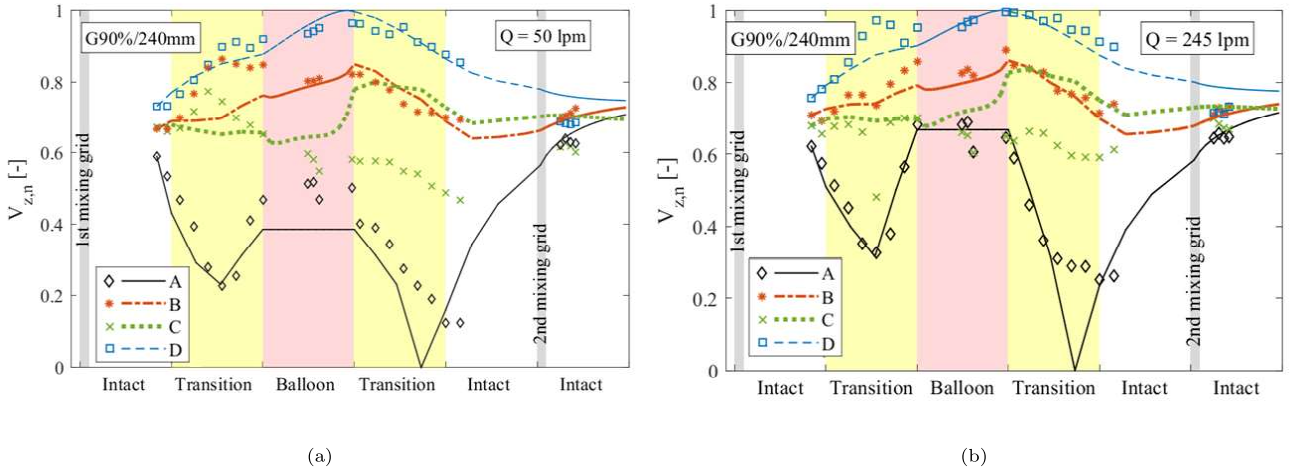 G90%/240mm
Q = 50 lpm
V_z,n [-]
1
0.8
0.6
0.4
0.2
0
1st mixing grid
2nd mixing grid
A
B
C
D
Intact
Transition
Balloon
Transition
Intact
Intact
(a)
G90%/240mm
Q = 245 lpm
V_z,n [-]
1
0.8
0.6
0.4
0.2
0
1st mixing grid
2nd mixing grid
A
B
C
D
Intact
Transition
Balloon
Transition
Intact
Intact
(b)